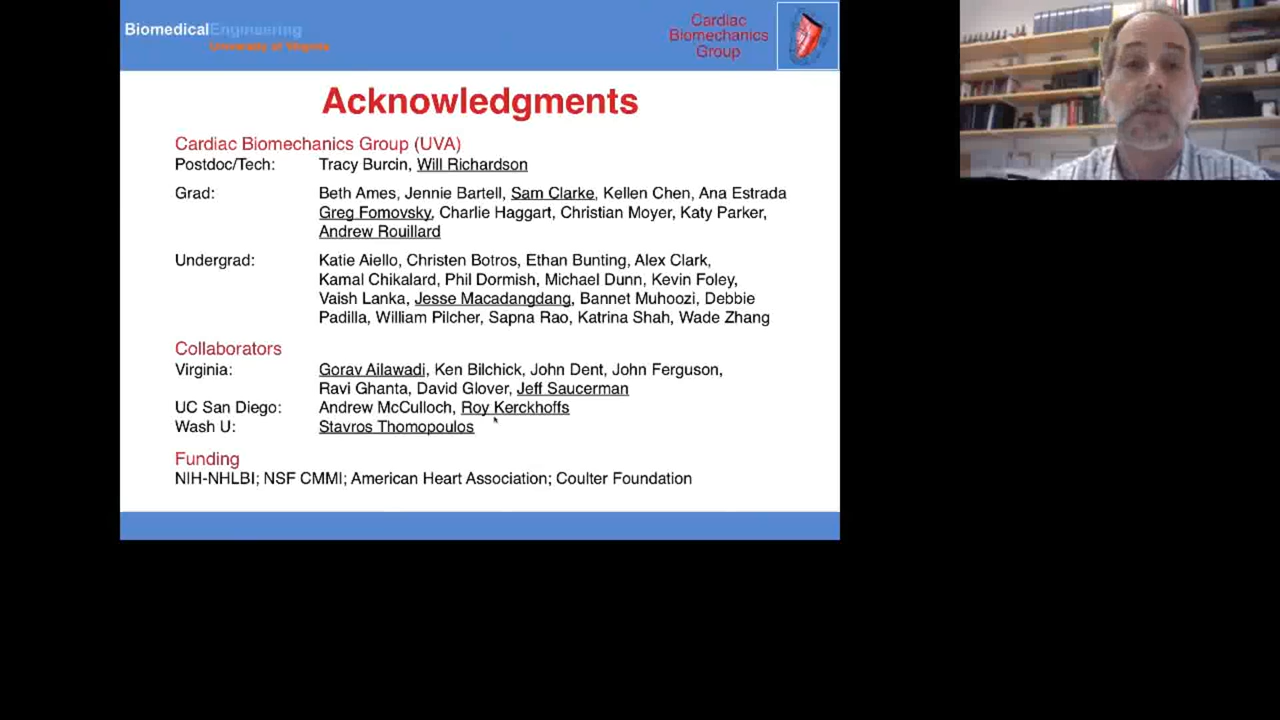 BiomedicalEngineering
University of Virginia
Cardiac
Biomechanics
Group
Acknowledgments
Cardiac Biomechanics Group (UVA)
Postdoc/Tech: Tracy Burcin, Will Richardson
Grad: Beth Ames, Jennie Bartell, Sam Clarke, Kellen Chen, Ana Estrada
Greg Fomovsky, Charlie Haggart, Christian Moyer, Katy Parker,
Andrew Rouillard
Undergrad: Katie Aiello, Christen Botros, Ethan Bunting, Alex Clark,
Kamal Chikalard, Phil Dormish, Michael Dunn, Kevin Foley,
Vaish Lanka, Jesse Macadangdang, Bannet Muhoozi, Debbie
Padilla, William Pilcher, Sapna Rao, Katrina Shah, Wade Zhang
Collaborators
Virginia: Gorav Ailawadi, Ken Bilchick, John Dent, John Ferguson,
Ravi Ghanta, David Glover, Jeff Saucerman
UC San Diego: Andrew McCulloch, Roy Kerckhoffs
Wash U: Stavros Thomopoulos
Funding
NIH-NHLBI; NSF CMMI; American Heart Association; Coulter Foundation